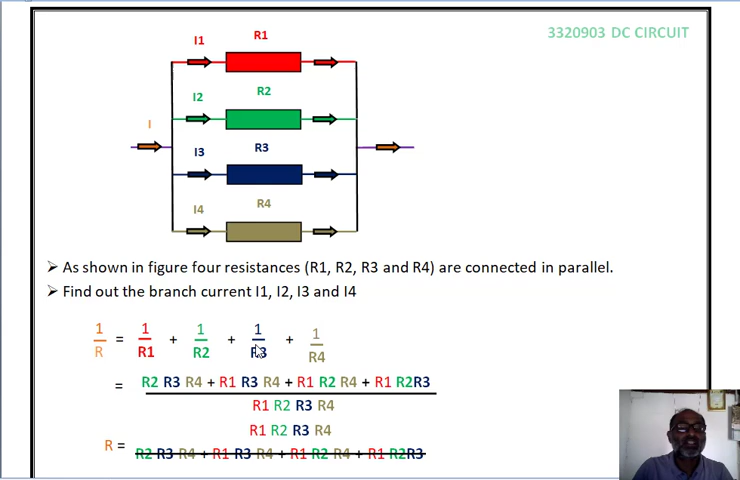 3320903 DC CIRCUIT
R1
I1
R2
I2
I
R3
I3
R4
I4
➢ As shown in figure four resistances (R1, R2, R3 and R4) are connected in parallel.
➢ Find out the branch current I1, I2, I3 and I4
1/R = 1/R1 + 1/R2 + 1/R3 + 1/R4
= R2 R3 R4 + R1 R3 R4 + R1 R2 R4 + R1 R2R3
R1 R2 R3 R4
R1 R2 R3 R4
R =
R2 R3 R4 + R1 R3 R4 + R1 R2 R4 + R1 R2R3